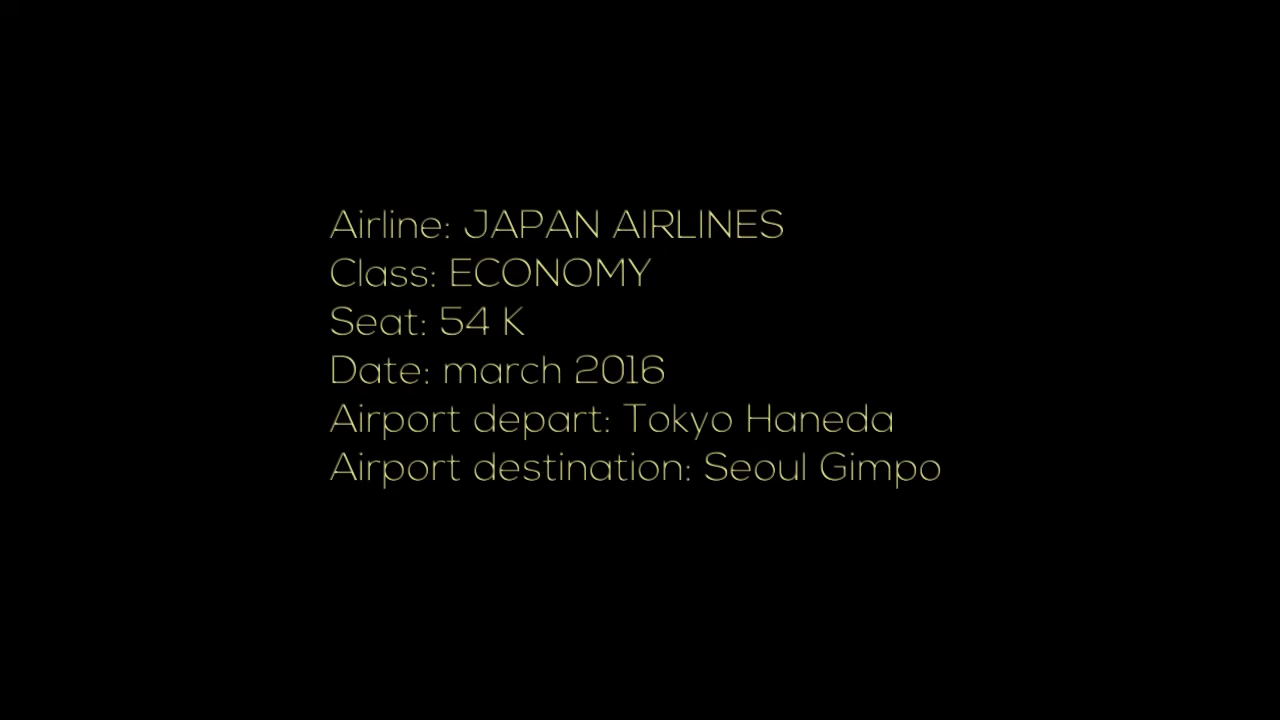 Airline: JAPAN AIRLINES
Class: ECONOMY
Seat: 54 K
Date: march 2016
Airport depart: Tokyo Haneda
Airport destination: Seoul Gimpo